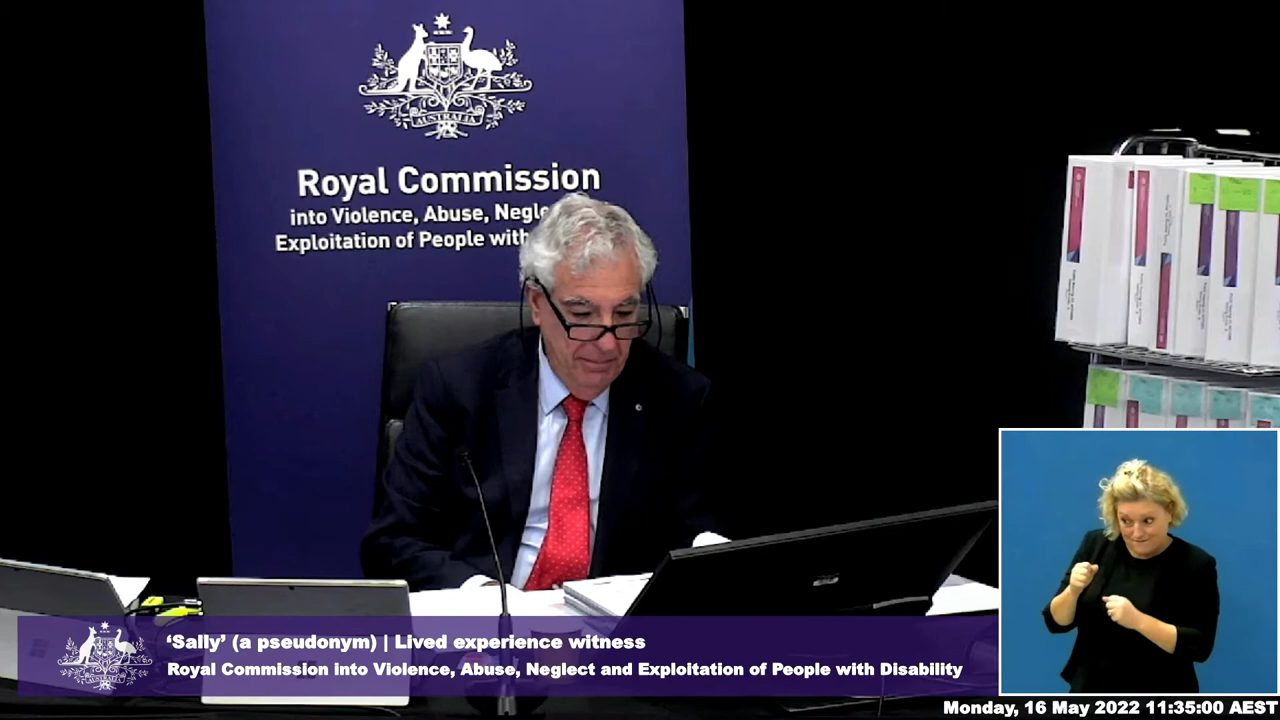 AUSTRALIA
Royal Commission
into Violence, Abuse, Negle
Exploitation of People with
‘Sally’ (a pseudonym) | Lived experience witness
Royal Commission into Violence, Abuse, Neglect and Exploitation of People with Disability
Monday, 16 May 2022 11:35:00 AEST